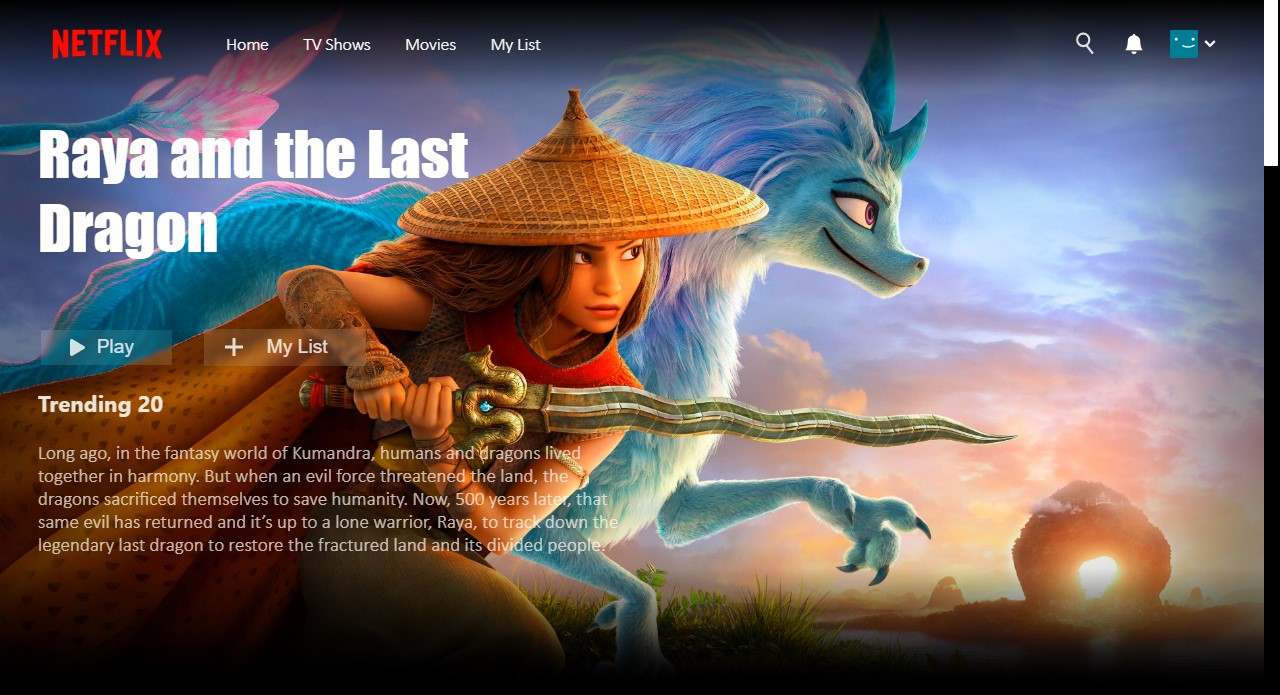 NETFLIX
Home TV Shows Movies My List
Raya and the Last
Dragon
Play My List
Trending 20
Long ago, in the fantasy world of Kumandra, humans and dragons lived
together in harmony. But when an evil force threatened the land, the
dragons sacrificed themselves to save humanity. Now, 500 years later, that
same evil has returned and it’s up to a lone warrior, Raya, to track down the
legendary last dragon to restore the fractured land and its divided people.